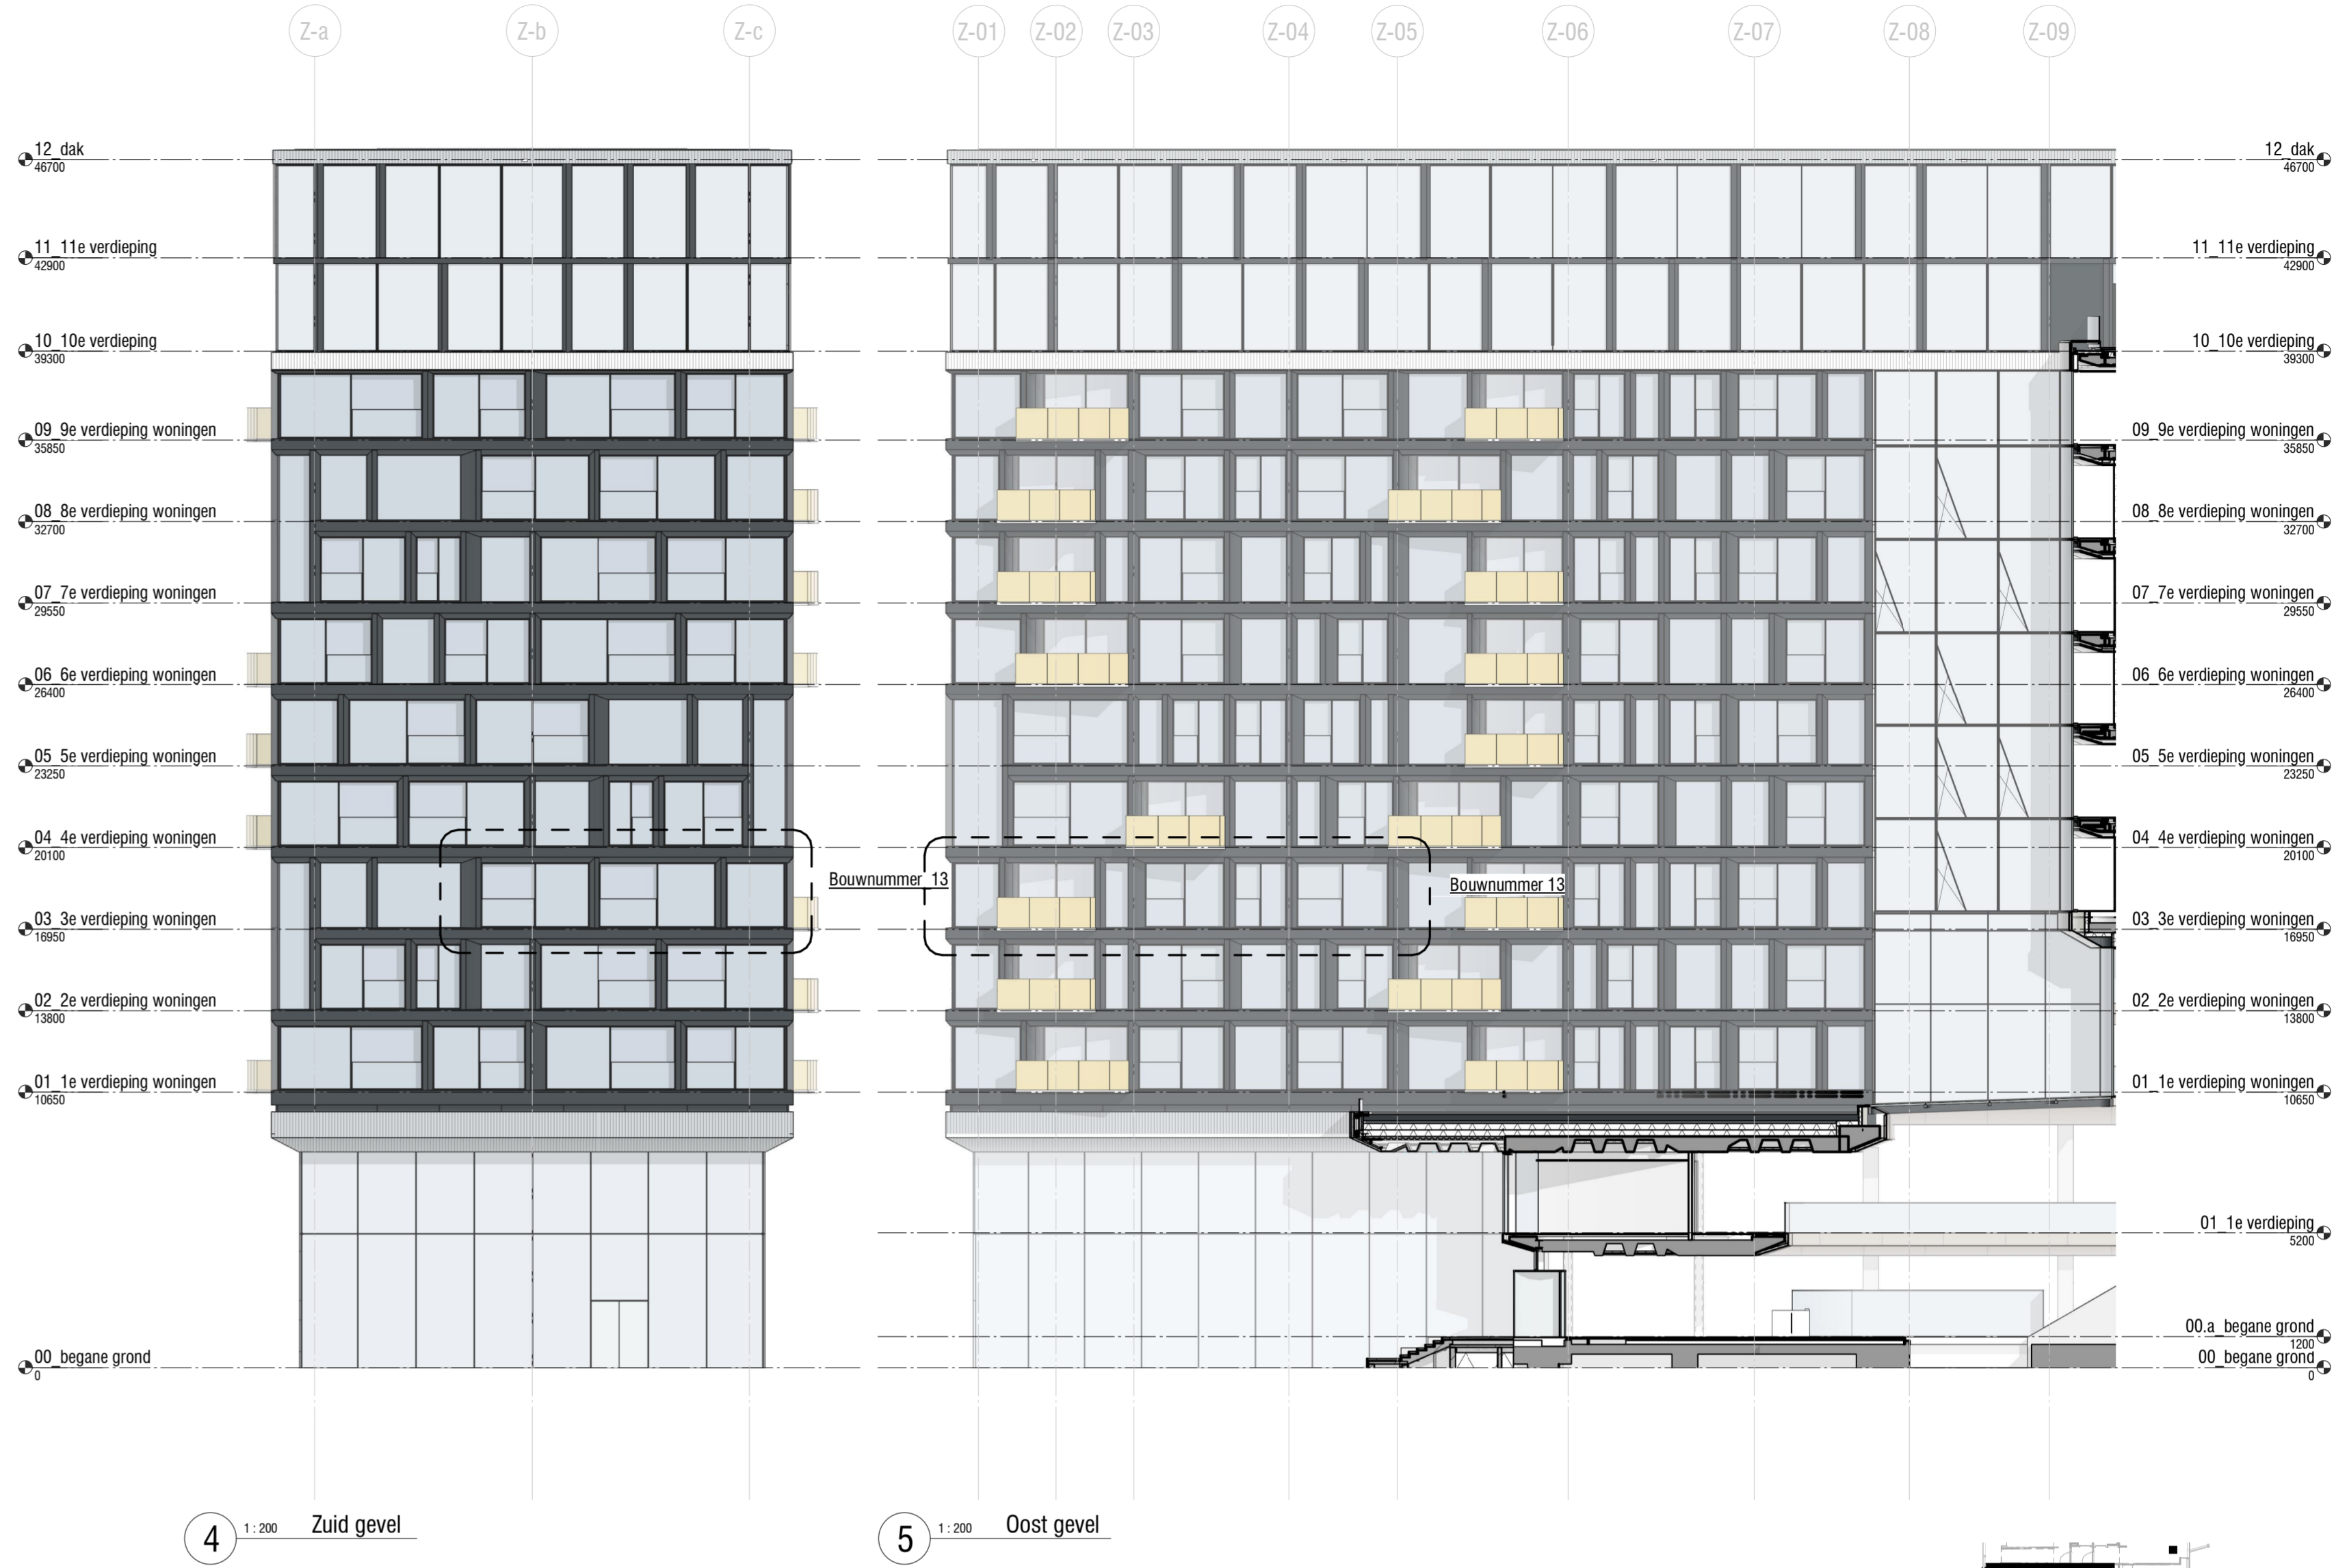 Z-a Z-b Z-c Z-01 Z-02 Z-03 Z-04 Z-05 Z-06 Z-07 Z-08 Z-09
12_dak 12_dak
46700 46700
11_11e verdieping 11_11e verdieping
42900 42900
10_10e verdieping 10_10e verdieping
39300 39300
09_9e verdieping woningen 09_9e verdieping woningen
35850 35850
08_8e verdieping woningen 08_8e verdieping woningen
32700 32700
07_7e verdieping woningen 07_7e verdieping woningen
29550 29550
06_6e verdieping woningen 06_6e verdieping woningen
26400 26400
05_5e verdieping woningen 05_5e verdieping woningen
23250 23250
04_4e verdieping woningen 04_4e verdieping woningen
20100 20100
Bouwnummer 13 Bouwnummer 13
03_3e verdieping woningen 03_3e verdieping woningen
16950 16950
02_2e verdieping woningen 02_2e verdieping woningen
13800 13800
01_1e verdieping woningen 01_1e verdieping woningen
10650 10650
01_1e verdieping
5200
00.a_begane grond
1200
00_begane grond 00_begane grond
0 0
4 1 : 200 Zuid gevel
5 1 : 200 Oost gevel